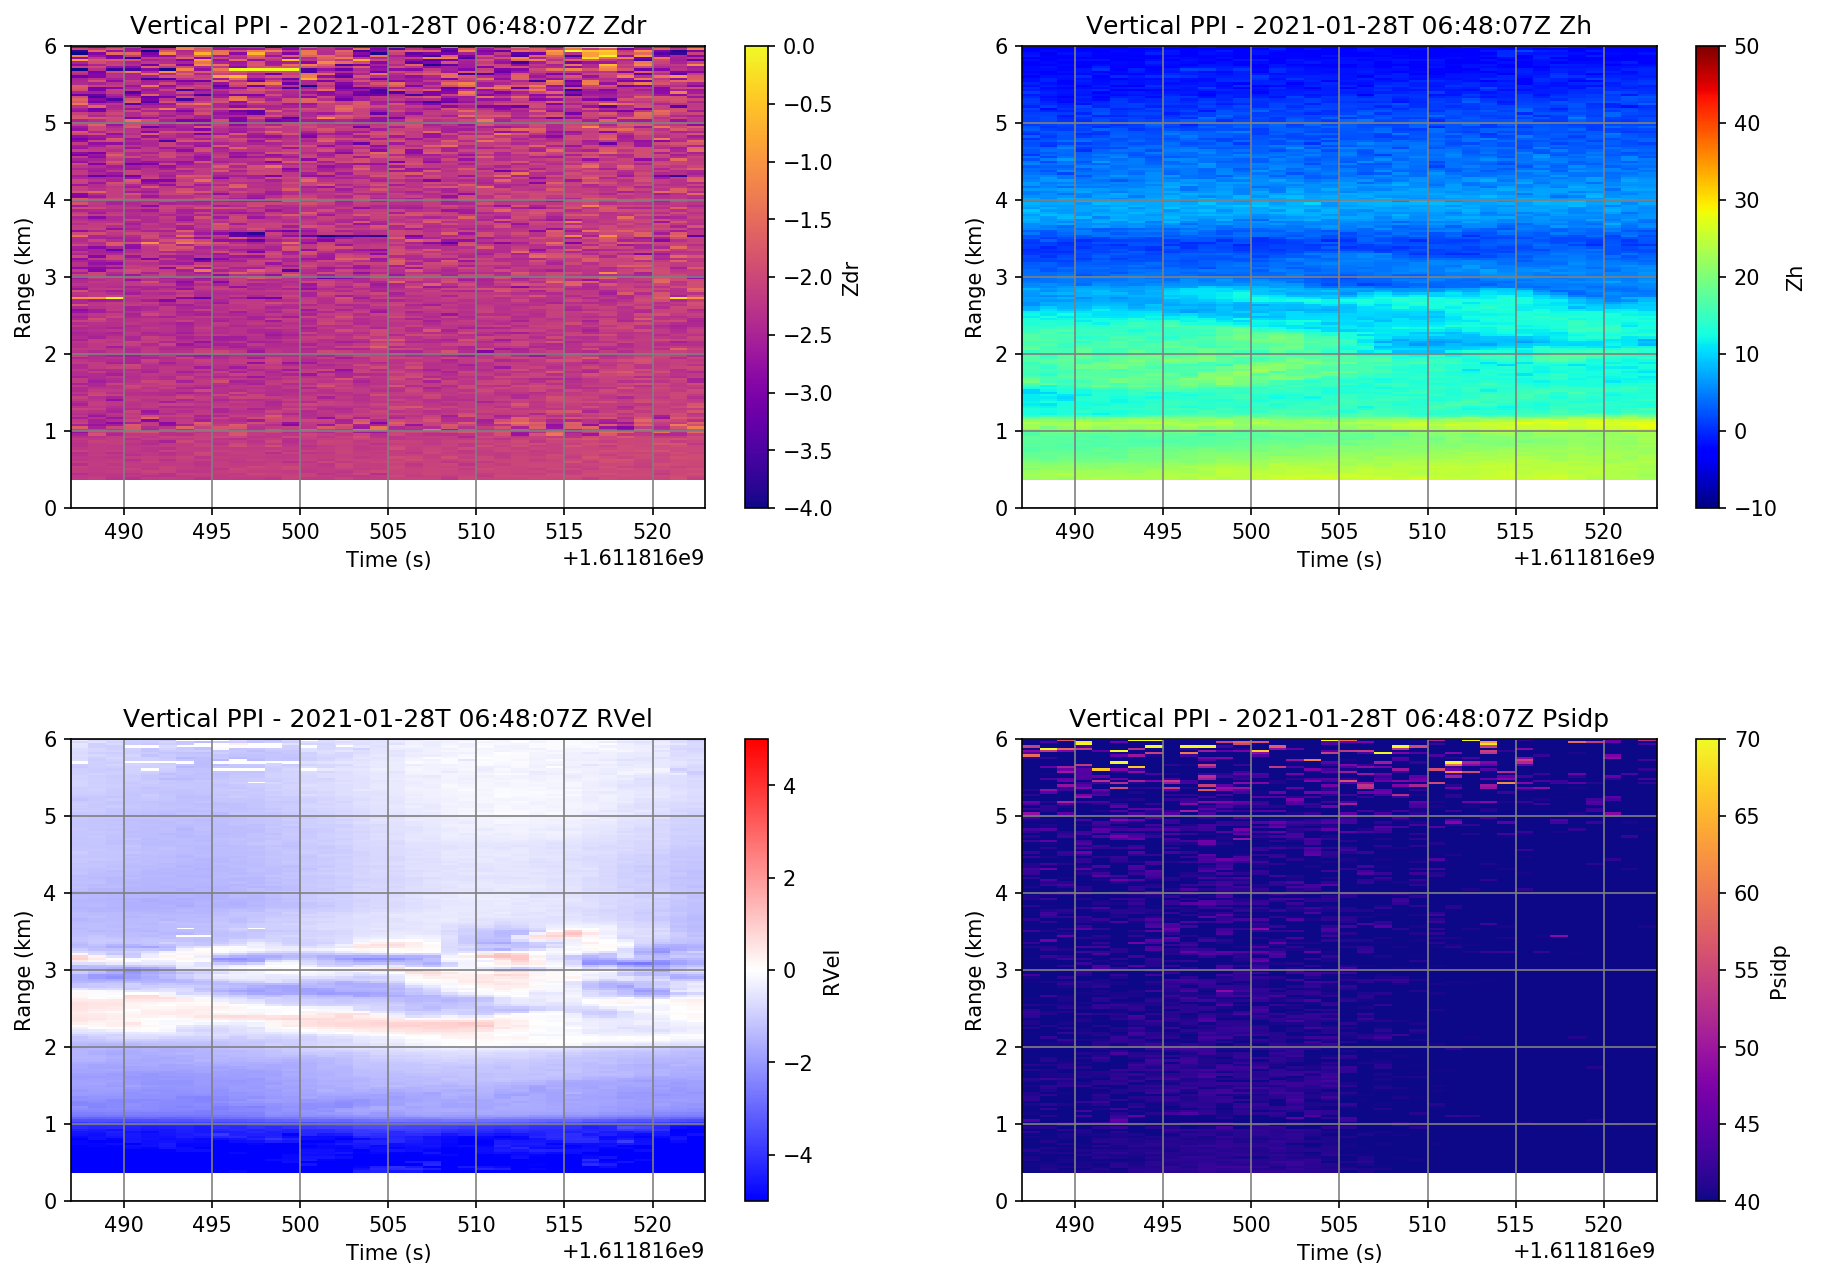 Vertical PPI - 2021-01-28T 06:48:07Z Zdr
6
5
4
3
2
1
0
Range (km)
490 495 500 505 510 515 520
Time (s)
+1.611816e9
0.0
−0.5
−1.0
−1.5
−2.0
−2.5
−3.0
−3.5
−4.0
Zdr
Vertical PPI - 2021-01-28T 06:48:07Z Zh
6
5
4
3
2
1
0
Range (km)
490 495 500 505 510 515 520
Time (s)
+1.611816e9
50
40
30
20
10
0
−10
Zh
Vertical PPI - 2021-01-28T 06:48:07Z RVel
6
5
4
3
2
1
0
Range (km)
490 495 500 505 510 515 520
Time (s)
+1.611816e9
4
2
0
−2
−4
RVel
Vertical PPI - 2021-01-28T 06:48:07Z Psidp
6
5
4
3
2
1
0
Range (km)
490 495 500 505 510 515 520
Time (s)
+1.611816e9
70
65
60
55
50
45
40
Psidp